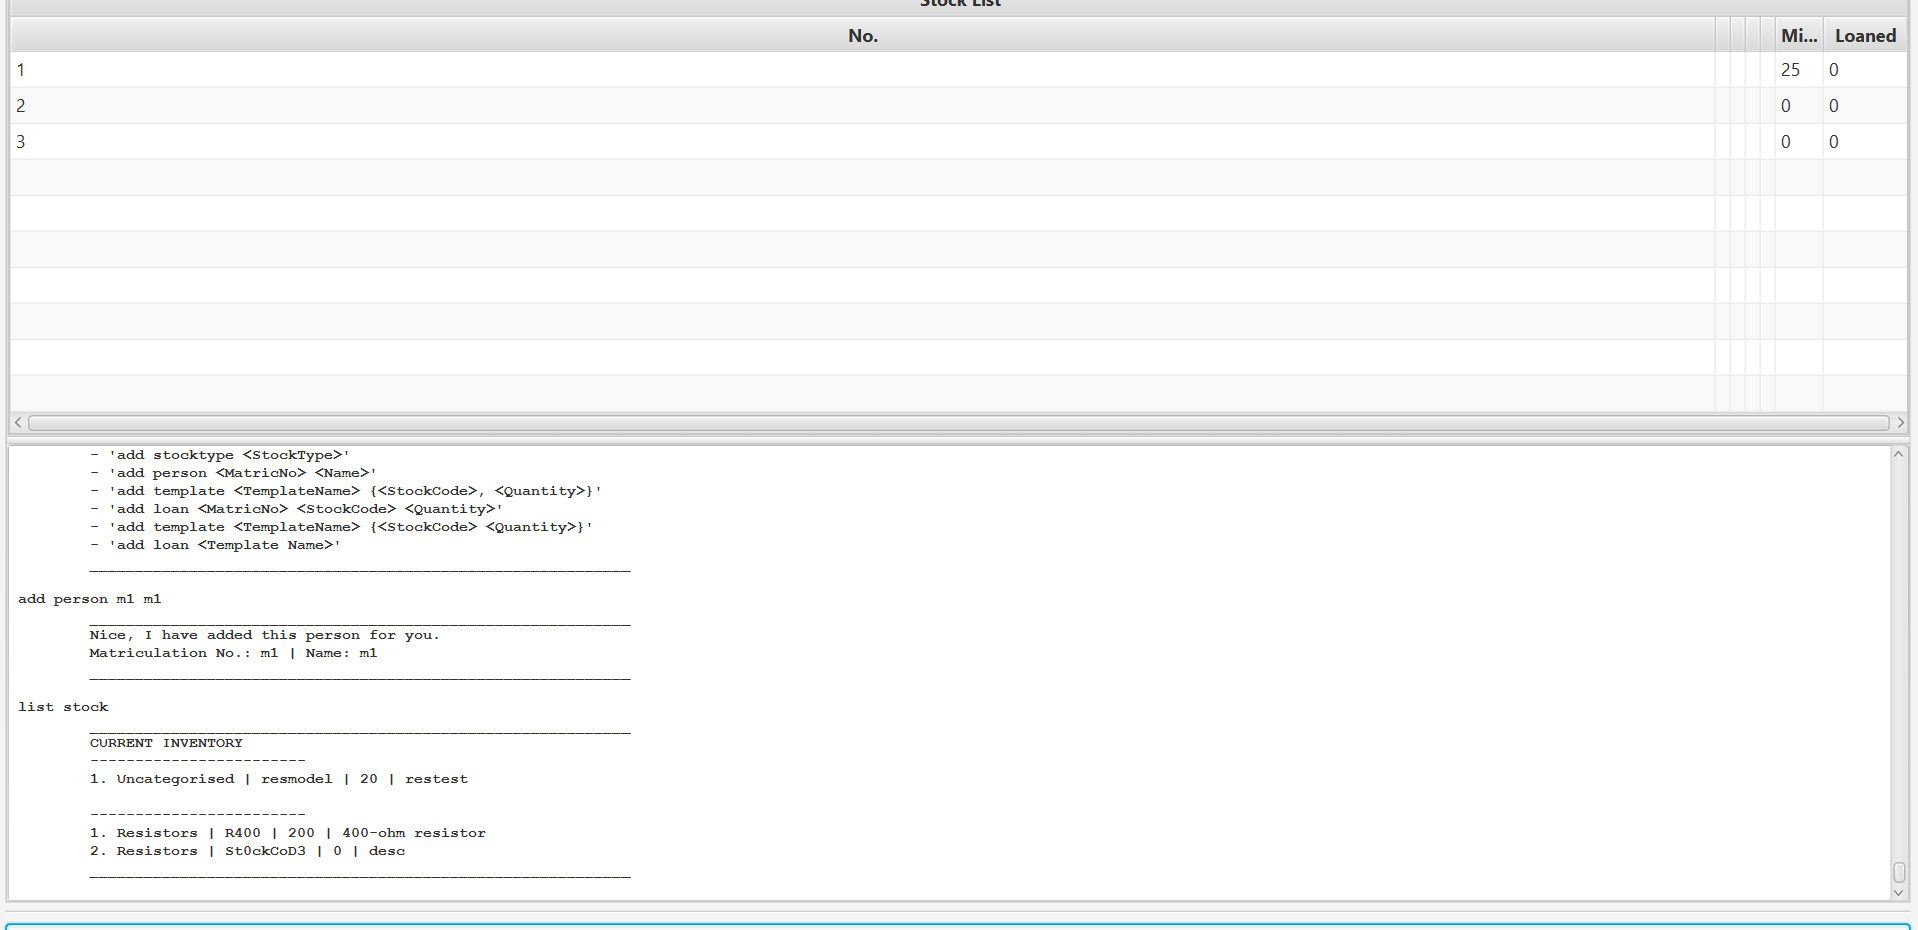 Stock List
No. Mi... Loaned
1 25 0
2 0 0
3 0 0
- 'add stocktype <StockType>'
- 'add person <MatricNo> <Name>'
- 'add template <TemplateName> {<StockCode>, <Quantity>}'
- 'add loan <MatricNo> <StockCode> <Quantity>'
- 'add template <TemplateName> {<StockCode> <Quantity>}'
- 'add loan <Template Name>'
____________________________________________________________
add person m1 m1
____________________________________________________________
Nice, I have added this person for you.
Matriculation No.: m1 | Name: m1
____________________________________________________________
list stock
____________________________________________________________
CURRENT INVENTORY
------------------------
1. Uncategorised | resmodel | 20 | restest
------------------------
1. Resistors | R400 | 200 | 400-ohm resistor
2. Resistors | St0ckCoD3 | 0 | desc
____________________________________________________________